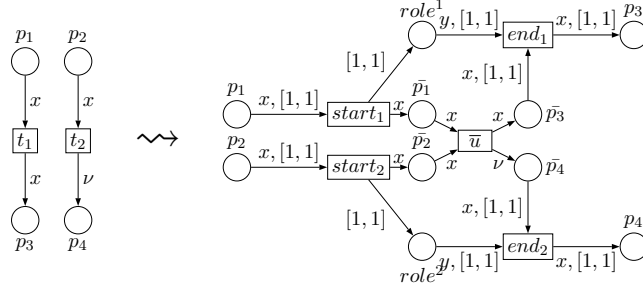 role¹ p₃
y, [1, 1] end₁ x, [1, 1]
p₁ p₂
[1, 1] x, [1, 1]
p₁ p̄₁ p̄₃
x x x, [1, 1] start₁ x x x
t₁ t₂ ⇝ p₂ p̄₂ u̅
x, [1, 1] start₂ x x ν p̄₄
x ν
[1, 1] x, [1, 1]
p₃ p₄ p₄
end₂
role² y, [1, 1] x, [1, 1]